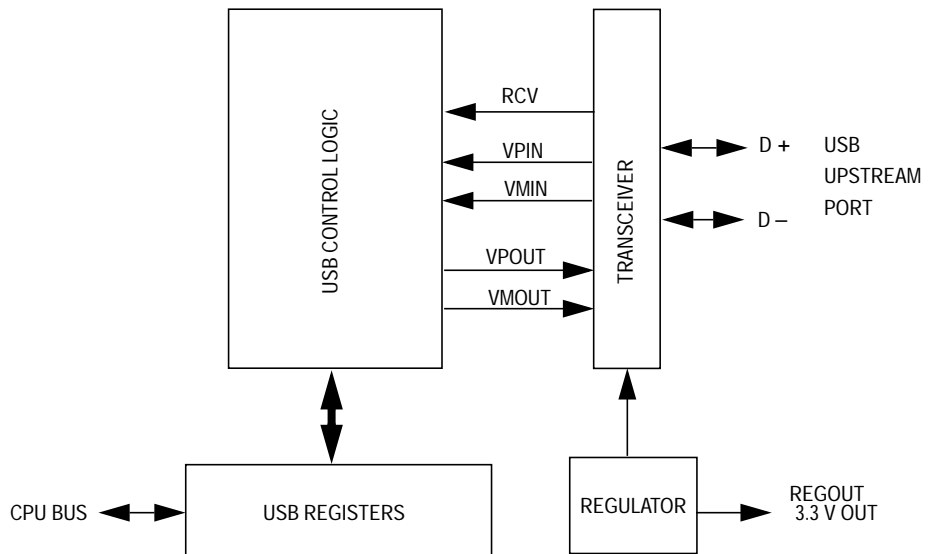 RCV
VPIN
VMIN
VPOUT
VMOUT
USB CONTROL LOGIC
TRANSCEIVER
D +
D –
USB
UPSTREAM
PORT
CPU BUS
USB REGISTERS
REGULATOR
REGOUT
3.3 V OUT